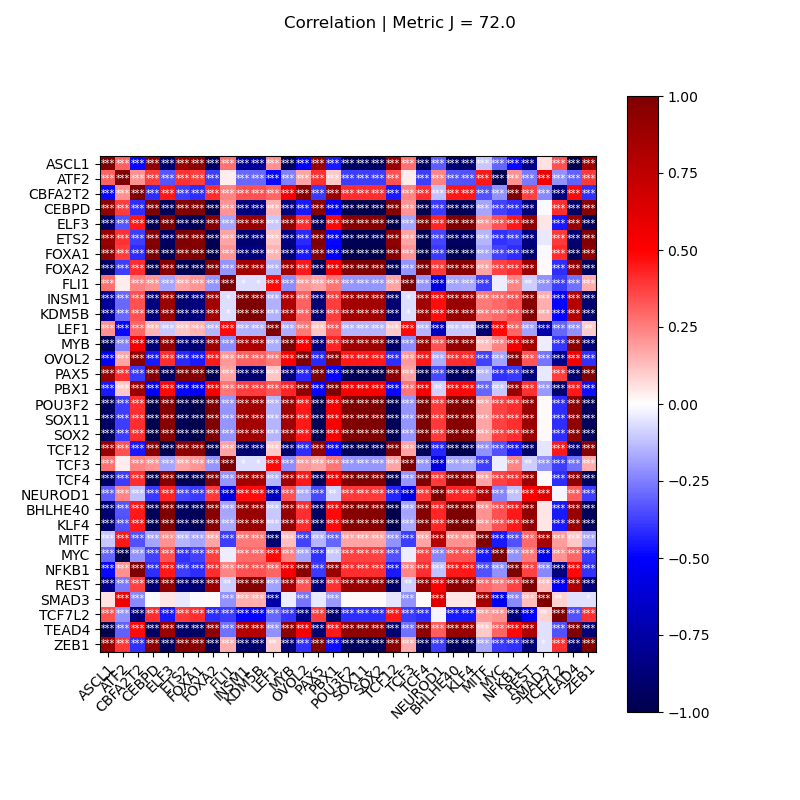 Correlation | Metric J = 72.0
ASCL1
ATF2
CBFA2T2
CEBPD
ELF3
ETS2
FOXA1
FOXA2
FLI1
INSM1
KDM5B
LEF1
MYB
OVOL2
PAX5
PBX1
POU3F2
SOX11
SOX2
TCF12
TCF3
TCF4
NEUROD1
BHLHE40
KLF4
MITF
MYC
NFKB1
REST
SMAD3
TCF7L2
TEAD4
ZEB1
ASCL1
ATF2
CBFA2T2
CEBPD
ELF3
ETS2
FOXA1
FOXA2
FLI1
INSM1
KDM5B
LEF1
MYB
OVOL2
PAX5
PBX1
POU3F2
SOX11
SOX2
TCF12
TCF3
TCF4
NEUROD1
BHLHE40
KLF4
MITF
MYC
NFKB1
REST
SMAD3
TCF7L2
TEAD4
ZEB1
1.00
0.75
0.50
0.25
0.00
−0.25
−0.50
−0.75
−1.00